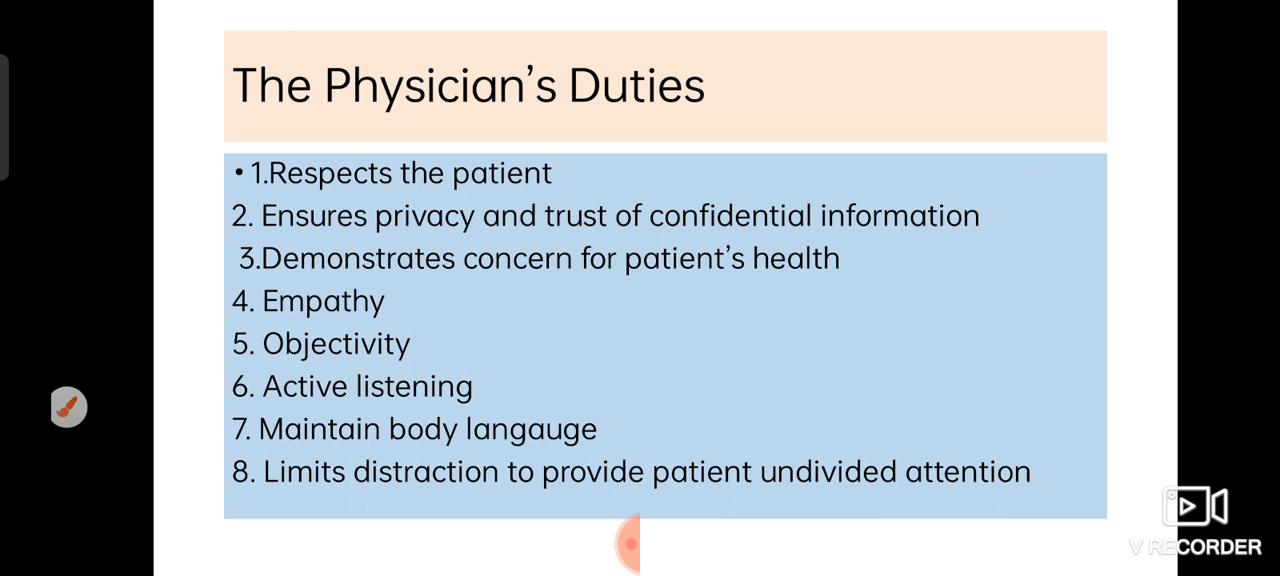 The Physician’s Duties
• 1.Respects the patient
2. Ensures privacy and trust of confidential information
3.Demonstrates concern for patient’s health
4. Empathy
5. Objectivity
6. Active listening
7. Maintain body langauge
8. Limits distraction to provide patient undivided attention
V RECORDER